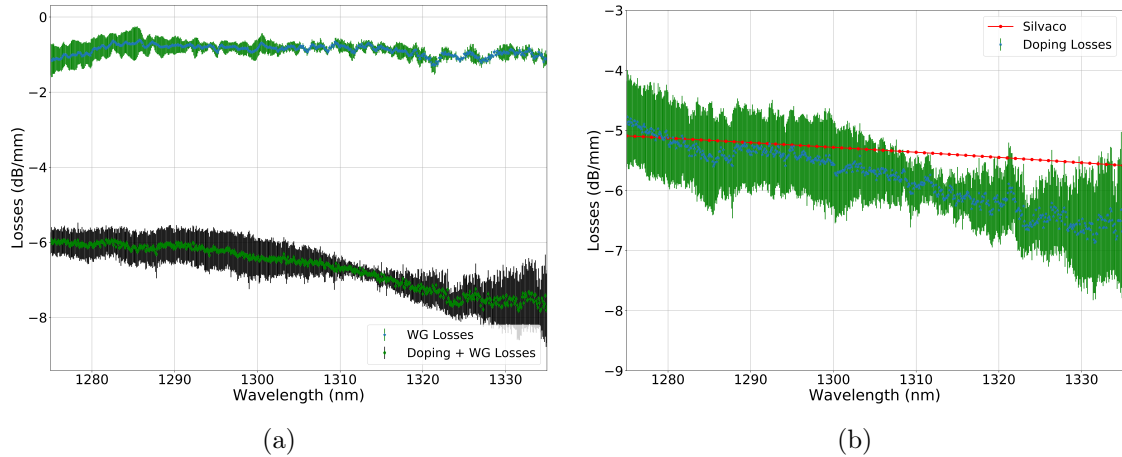 0
−2
−4
−6
−8
Losses (dB/mm)
1280 1290 1300 1310 1320 1330
Wavelength (nm)
WG Losses
Doping + WG Losses
(a)
−3
−4
−5
−6
−7
−8
−9
Losses (dB/mm)
1280 1290 1300 1310 1320 1330
Wavelength (nm)
Silvaco
Doping Losses
(b)